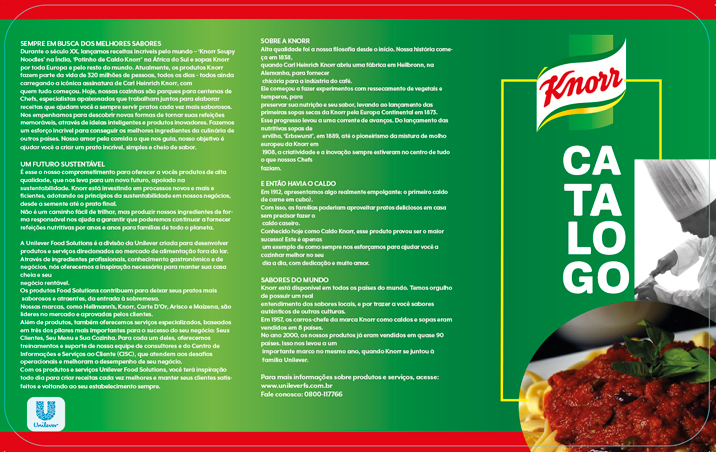 SEMPRE EM BUSCA DOS MELHORES SABORES
Durante o século XX, lançamos receitas incríveis pelo mundo – 'Knorr Soupy
Noodles' na Índia, 'Potinho de Caldo Knorr' na África do Sul e sopas Knorr
por toda Europa e pelo resto do mundo. Atualmente, os produtos Knorr
fazem parte da vida de 320 milhões de pessoas, todos os dias - todos ainda
carregando a icônica assinatura de Carl Heinrich Knorr, com
quem tudo começou. Hoje, nossas cozinhas são parques para centenas de
Chefs, especialistas apaixonados que trabalham juntos para elaborar
receitas que ajudam você a sempre servir pratos cada vez mais saborosos.
Nos empenhamos para descobrir novas formas de tornar suas refeições
memoráveis, através de ideias inteligentes e produtos inovadores. Fazemos
um esforço incrível para conseguir os melhores ingredientes da culinária de
outros países. Nosso amor pela comida o que nos guia, nosso objetivo é
ajudar você a criar um prato incrível, simples e cheio de sabor.
UM FUTURO SUSTENTÁVEL
É esse o nosso comprometimento para oferecer a vocês produtos de alta
qualidade, que nos leva para um novo futuro, apoiado na
sustentabilidade. Knorr está investindo em processos novos e mais e
ficientes, adotando os princípios da sustentabilidade em nossos negócios,
desde a semente até o prato final.
Não é um caminho fácil de trilhar, mas produzir nossos ingredientes de for-
ma responsável nos ajuda a garantir que poderemos continuar a fornecer
refeições nutritivas por anos e anos para famílias de todo o planeta.
A Unilever Food Solutions é a divisão da Unilever criada para desenvolver
produtos e serviços direcionados ao mercado de alimentação fora do lar.
Através de ingredientes profissionais, conhecimento gastronômico e de
negócios, nós oferecemos a inspiração necessária para manter sua casa
cheia e seu
negócio rentável.
Os produtos Food Solutions contribuem para deixar seus pratos mais
saborosos e atraentes, da entrada à sobremesa.
Nossas marcas, como Hellmann's, Knorr, Carte D'Or, Arisco e Maizena, são
líderes no mercado e aprovadas pelos clientes.
Além de produtos, também oferecemos serviços especializados, baseados
em três dos pilares mais importantes para o sucesso do seu negócio: Seus
Clientes, Seu Menu e Sua Cozinha. Para cada um deles, oferecemos
treinamentos e suporte de nossa equipe de consultores e do Centro de
Informações e Serviços ao Cliente (CISC), que atendem aos desafios
operacionais e melhoram o desempenho de seu negócio.
Com os produtos e serviços Unilever Food Solutions, você terá inspiração
todo dia para criar receitas cada vez melhores e manter seus clientes satis-
feitos e voltando ao seu estabelecimento sempre.
Unilever
SOBRE A KNORR
Alta qualidade foi a nossa filosofia desde o início. Nossa história come-
ça em 1838,
quando Carl Heinrich Knorr abriu uma fábrica em Heilbronn, na
Alemanha, para fornecer
chicória para a indústria do café.
Ele começou a fazer experimentos com ressecamento de vegetais e
temperos, para
preservar sua nutrição e seu sabor, levando ao lançamento das
primeiras sopas secas da Knorr pela Europa Continental em 1873.
Esse progresso levou a uma corrente de avanços. Do lançamento das
nutritivas sopas de
ervilha, 'Erbswurst', em 1889, até o pioneirismo da mistura de molho
europeu da Knorr em
1908, a criatividade e a inovação sempre estiveram no centro de tudo
o que nossos Chefs
faziam.
E ENTÃO HAVIA O CALDO
Em 1912, apresentamos algo realmente empolgante: o primeiro caldo
de carne em cubo!.
Com isso, as famílias poderiam aproveitar pratos deliciosos em casa
sem precisar fazer o
caldo caseiro.
Conhecido hoje como Caldo Knorr, esse produto provou ser o maior
sucesso! Este é apenas
um exemplo de como sempre nos esforçamos para ajudar você a
cozinhar melhor no seu
dia a dia, com dedicação e muito amor.
SABORES DO MUNDO
Knorr está disponível em todos os países do mundo. Temos orgulho
de possuir um real
entendimento dos sabores locais, e por trazer a você sabores
autênticos de outras culturas.
Em 1957, os carros-chefe da marca Knorr como caldos e sopas eram
vendidos em 8 países.
No ano 2000, os nossos produtos já eram vendidos em quase 90
países. Isso nos levou a um
importante marco no mesmo ano, quando Knorr se juntou à
família Unilever.
Para mais informações sobre produtos e serviços, acesse:
www.unileverfs.com.br
Fale conosco: 0800-117766
Knorr
CA
TA
LO
GO